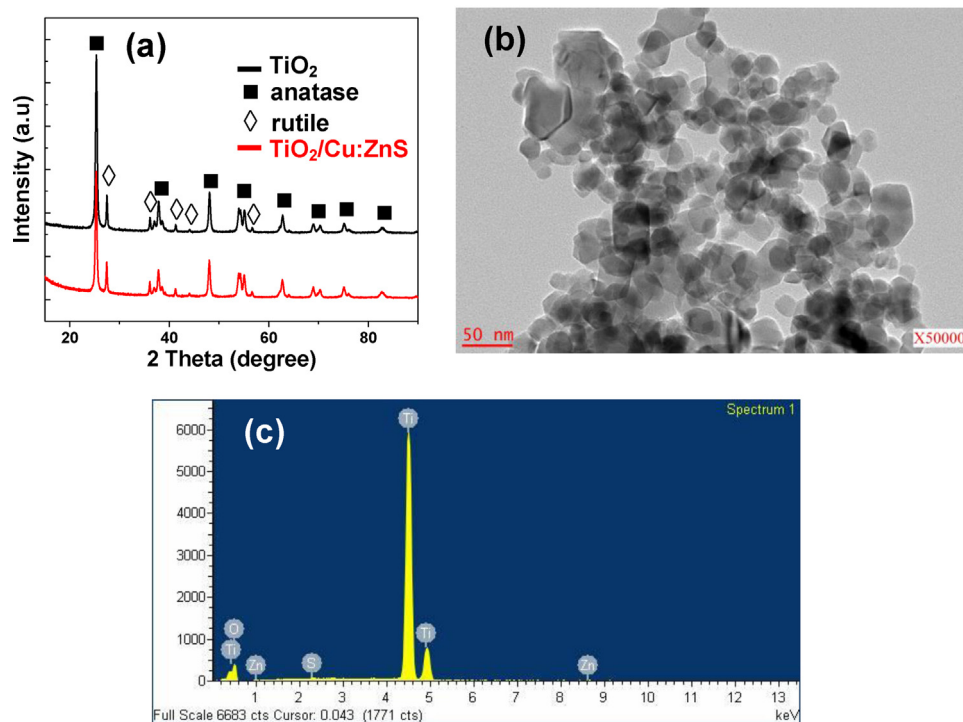 (a)
TiO2
anatase
rutile
TiO2/Cu:ZnS
Intensity (a.u)
20 40 60 80
2 Theta (degree)
(b)
50 nm
X50000
(c)
Spectrum 1
6000
5000
4000
3000
2000
1000
0
Ti
O
Ti
Zn
S
Ti
Zn
1 2 3 4 5 6 7 8 9 10 11 12 13
keV
Full Scale 6683 cts Cursor: 0.043 (1771 cts)